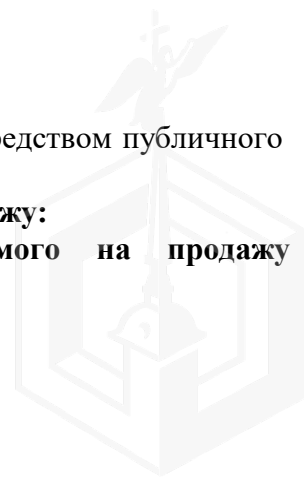 редством публичного
жу:
мого на продажу